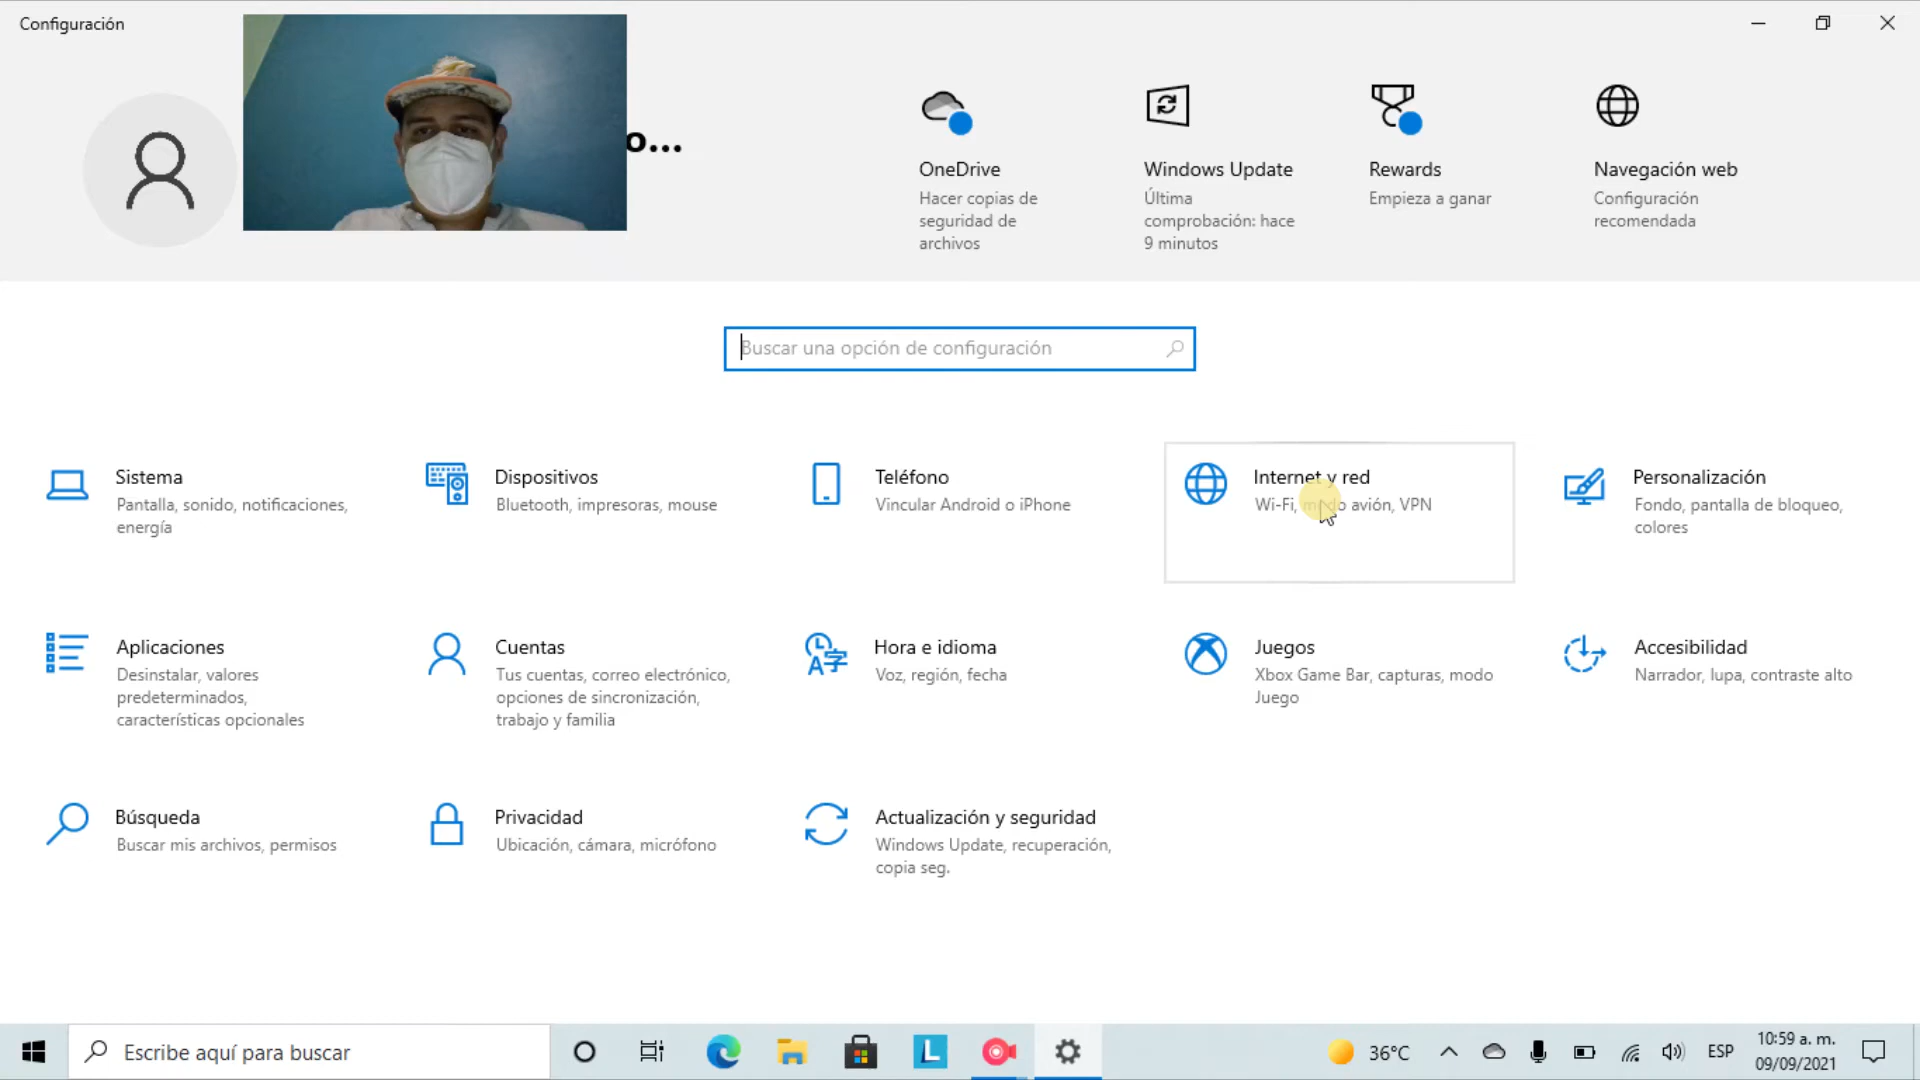 Configuración
o...
OneDrive
Hacer copias de
seguridad de
archivos
Windows Update
Última
comprobación: hace
9 minutos
Rewards
Empieza a ganar
Navegación web
Configuración
recomendada
Buscar una opción de configuración
Sistema
Pantalla, sonido, notificaciones,
energía
Dispositivos
Bluetooth, impresoras, mouse
Teléfono
Vincular Android o iPhone
Internet y red
Wi-Fi, modo avión, VPN
Personalización
Fondo, pantalla de bloqueo,
colores
Aplicaciones
Desinstalar, valores
predeterminados,
características opcionales
Cuentas
Tus cuentas, correo electrónico,
opciones de sincronización,
trabajo y familia
Hora e idioma
Voz, región, fecha
Juegos
Xbox Game Bar, capturas, modo
Juego
Accesibilidad
Narrador, lupa, contraste alto
Búsqueda
Buscar mis archivos, permisos
Privacidad
Ubicación, cámara, micrófono
Actualización y seguridad
Windows Update, recuperación,
copia seg.
Escribe aquí para buscar
L
36°C
ESP
10:59 a. m.
09/09/2021